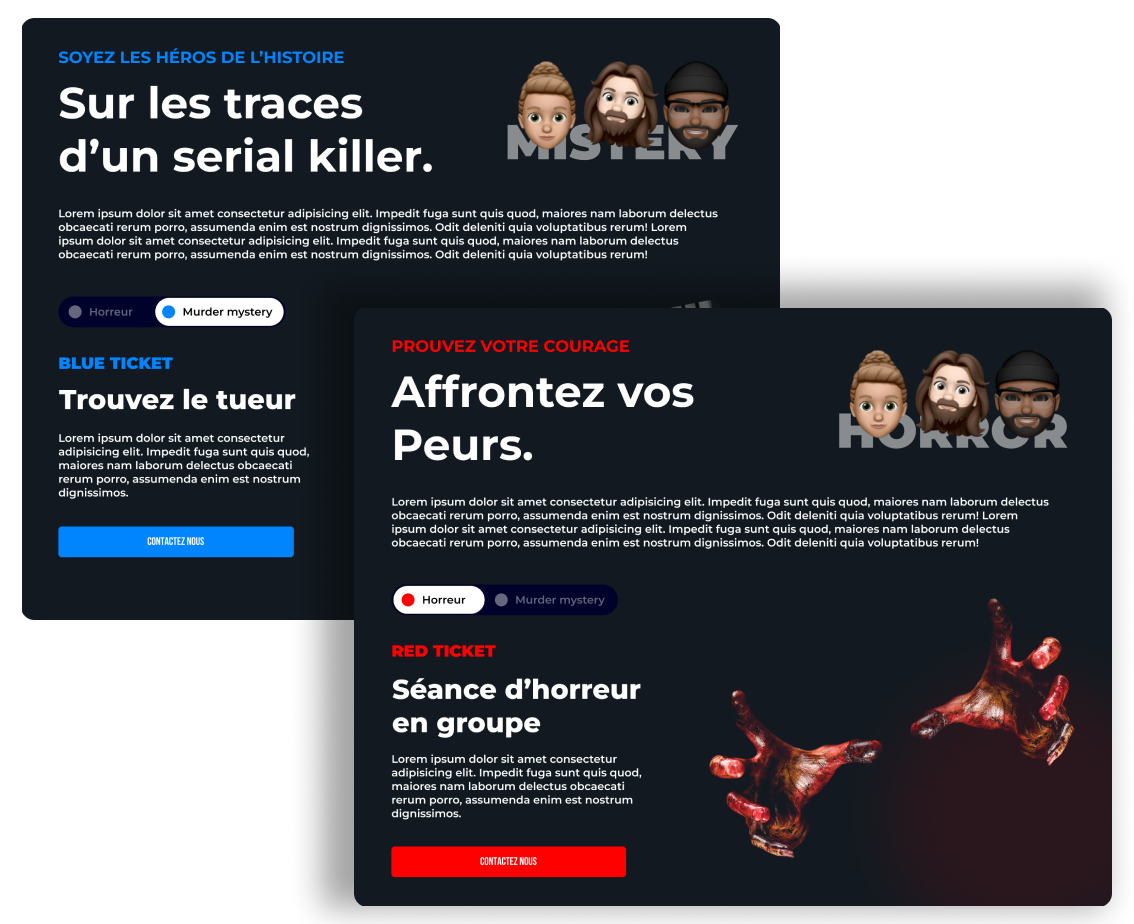 SOYEZ LES HÉROS DE L'HISTOIRE
Sur les traces
d'un serial killer.
MISTERY
Lorem ipsum dolor sit amet consectetur adipisicing elit. Impedit fuga sunt quis quod, maiores nam laborum delectus
obcaecati rerum porro, assumenda enim est nostrum dignissimos. Odit deleniti quia voluptatibus rerum! Lorem
ipsum dolor sit amet consectetur adipisicing elit. Impedit fuga sunt quis quod, maiores nam laborum delectus
obcaecati rerum porro, assumenda enim est nostrum dignissimos. Odit deleniti quia voluptatibus rerum!
Horreur
Murder mystery
BLUE TICKET
Trouvez le tueur
Lorem ipsum dolor sit amet consectetur
adipisicing elit. Impedit fuga sunt quis quod,
maiores nam laborum delectus obcaecati
rerum porro, assumenda enim est nostrum
dignissimos.
CONTACTEZ NOUS
PROUVEZ VOTRE COURAGE
Affrontez vos
Peurs.
HORROR
Lorem ipsum dolor sit amet consectetur adipisicing elit. Impedit fuga sunt quis quod, maiores nam laborum delectus
obcaecati rerum porro, assumenda enim est nostrum dignissimos. Odit deleniti quia voluptatibus rerum! Lorem
ipsum dolor sit amet consectetur adipisicing elit. Impedit fuga sunt quis quod, maiores nam laborum delectus
obcaecati rerum porro, assumenda enim est nostrum dignissimos. Odit deleniti quia voluptatibus rerum!
Horreur
Murder mystery
RED TICKET
Séance d'horreur
en groupe
Lorem ipsum dolor sit amet consectetur
adipisicing elit. Impedit fuga sunt quis quod,
maiores nam laborum delectus obcaecati
rerum porro, assumenda enim est nostrum
dignissimos.
CONTACTEZ NOUS